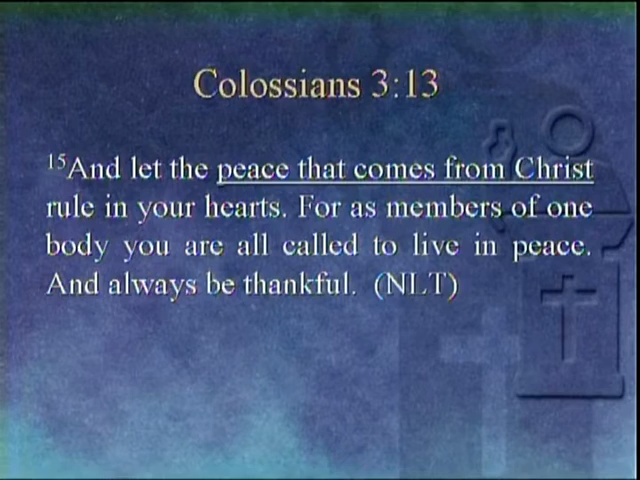 Colossians 3:13
15And let the peace that comes from Christ
rule in your hearts. For as members of one
body you are all called to live in peace.
And always be thankful. (NLT)